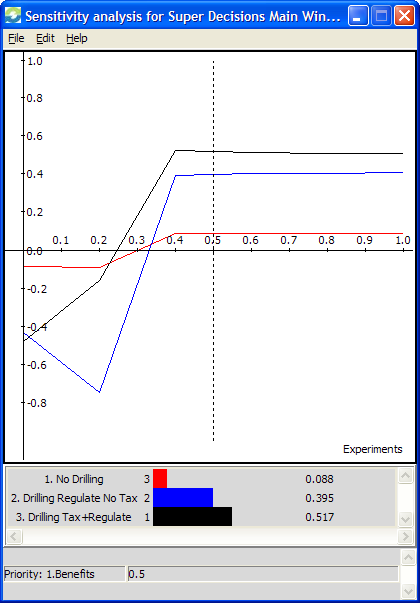 Sensitivity analysis for Super Decisions Main Win...
File Edit Help
1.0
0.8
0.6
0.4
0.2
0.0
0.1 0.2 0.3 0.4 0.5 0.6 0.7 0.8 0.9 1.0
-0.2
-0.4
-0.6
-0.8
Experiments
1. No Drilling 3 0.088
2. Drilling Regulate No Tax 2 0.395
3. Drilling Tax+Regulate 1 0.517
Priority: 1.Benefits 0.5